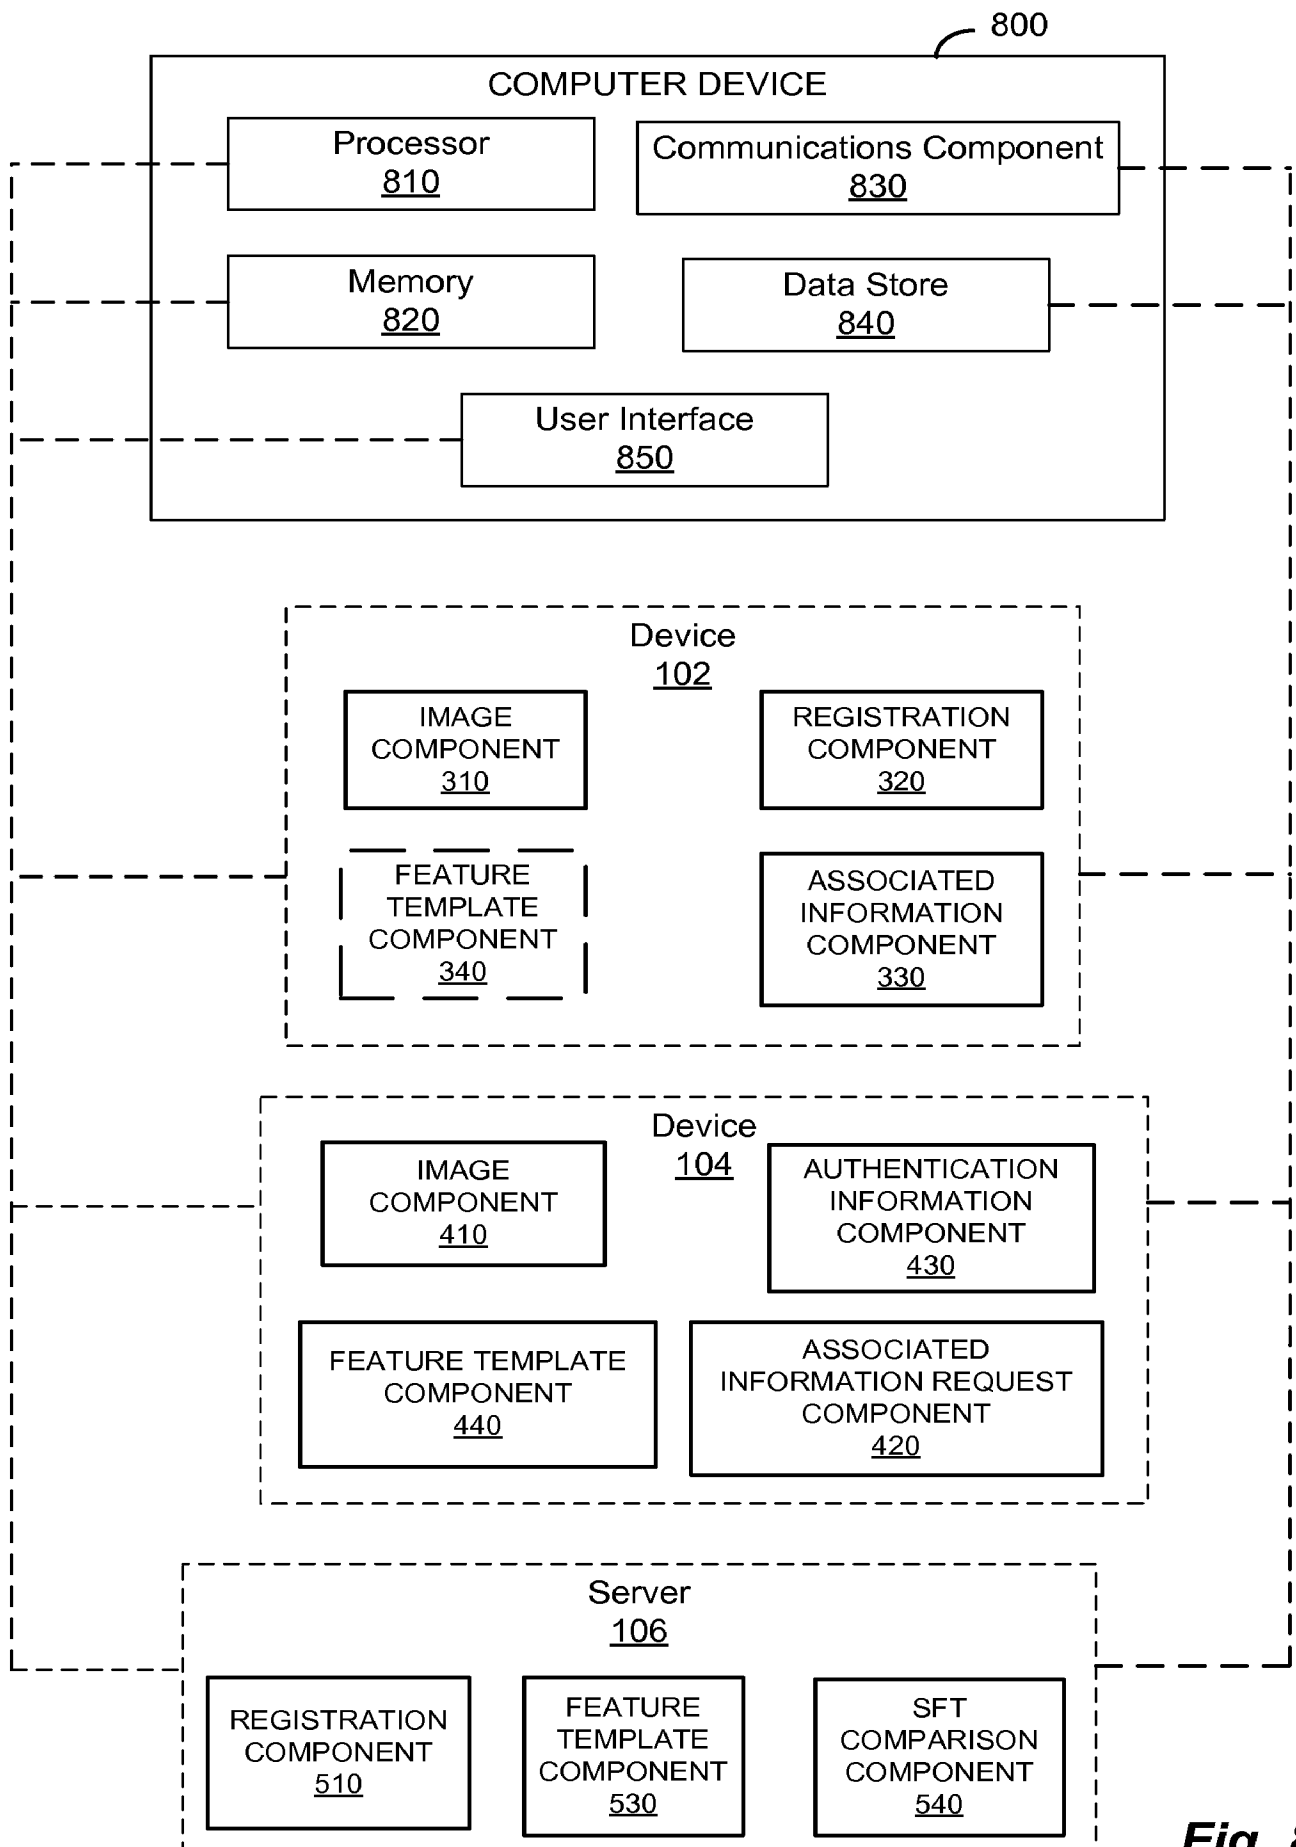 800
COMPUTER DEVICE
Processor
810
Communications Component
830
Memory
820
Data Store
840
User Interface
850
Device
102
IMAGE
COMPONENT
310
REGISTRATION
COMPONENT
320
FEATURE
TEMPLATE
COMPONENT
340
ASSOCIATED
INFORMATION
COMPONENT
330
Device
104
IMAGE
COMPONENT
410
AUTHENTICATION
INFORMATION
COMPONENT
430
FEATURE TEMPLATE
COMPONENT
440
ASSOCIATED
INFORMATION REQUEST
COMPONENT
420
Server
106
REGISTRATION
COMPONENT
510
FEATURE
TEMPLATE
COMPONENT
530
SFT
COMPARISON
COMPONENT
540
Fig.